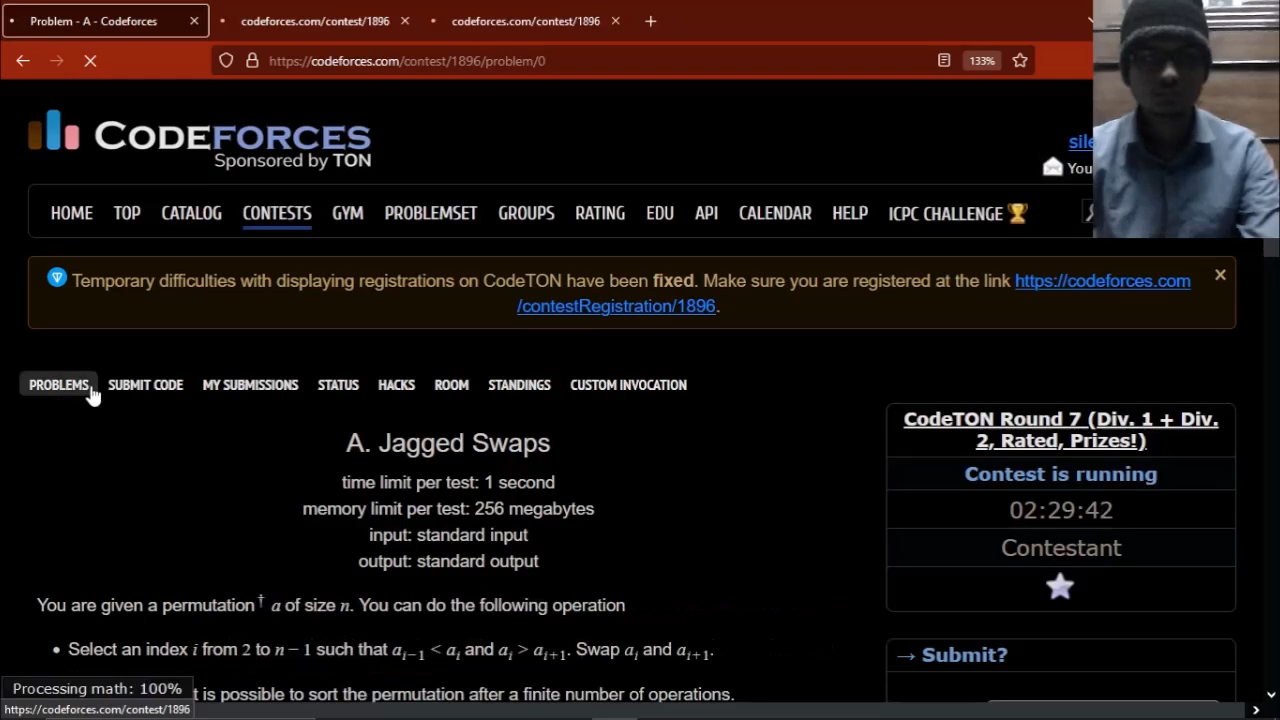 Problem - A - Codeforces
codeforces.com/contest/1896
codeforces.com/contest/1896
https://codeforces.com/contest/1896/problem/0
133%
CODEFORCES
Sponsored by TON
sile
You
HOME TOP CATALOG CONTESTS GYM PROBLEMSET GROUPS RATING EDU API CALENDAR HELP ICPC CHALLENGE 🏆
Temporary difficulties with displaying registrations on CodeTON have been fixed. Make sure you are registered at the link https://codeforces.com
/contestRegistration/1896.
PROBLEMS SUBMIT CODE MY SUBMISSIONS STATUS HACKS ROOM STANDINGS CUSTOM INVOCATION
A. Jagged Swaps
time limit per test: 1 second
memory limit per test: 256 megabytes
input: standard input
output: standard output
You are given a permutation† a of size n. You can do the following operation
• Select an index i from 2 to n − 1 such that a_{i−1} < a_i and a_i > a_{i+1}. Swap a_i and a_{i+1}.
t is possible to sort the permutation after a finite number of operations.
CodeTON Round 7 (Div. 1 + Div.
2, Rated, Prizes!)
Contest is running
02:29:42
Contestant
→ Submit?
Processing math: 100%
https://codeforces.com/contest/1896